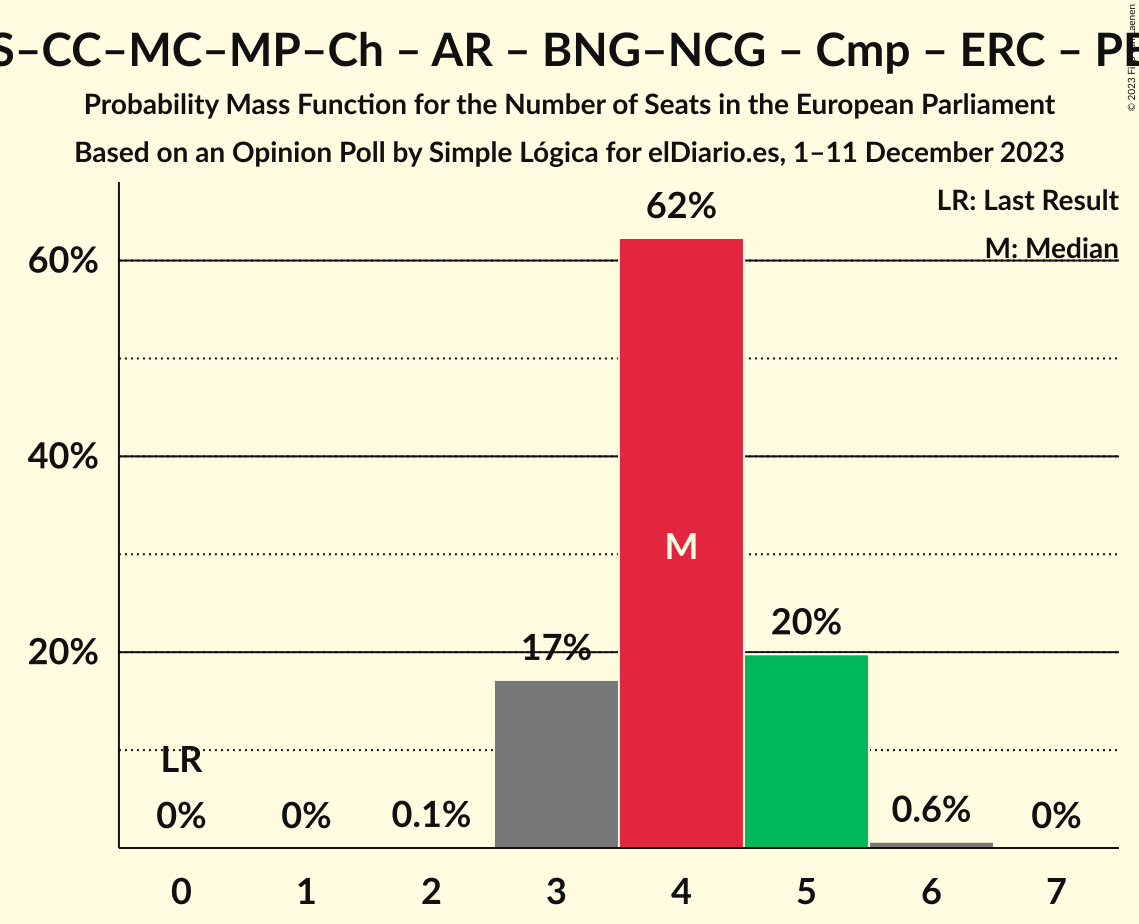 S–CC–MC–MP–Ch – AR – BNG–NCG – Cmp – ERC – PE
© 2023 Fi
aenen
Probability Mass Function for the Number of Seats in the European Parliament
Based on an Opinion Poll by Simple Lógica for elDiario.es, 1–11 December 2023
LR: Last Result
M: Median
62%
60%
40%
M
20%
17%
20%
LR
0%
0%
0.1%
0.6%
0%
0
1
2
3
4
5
6
7